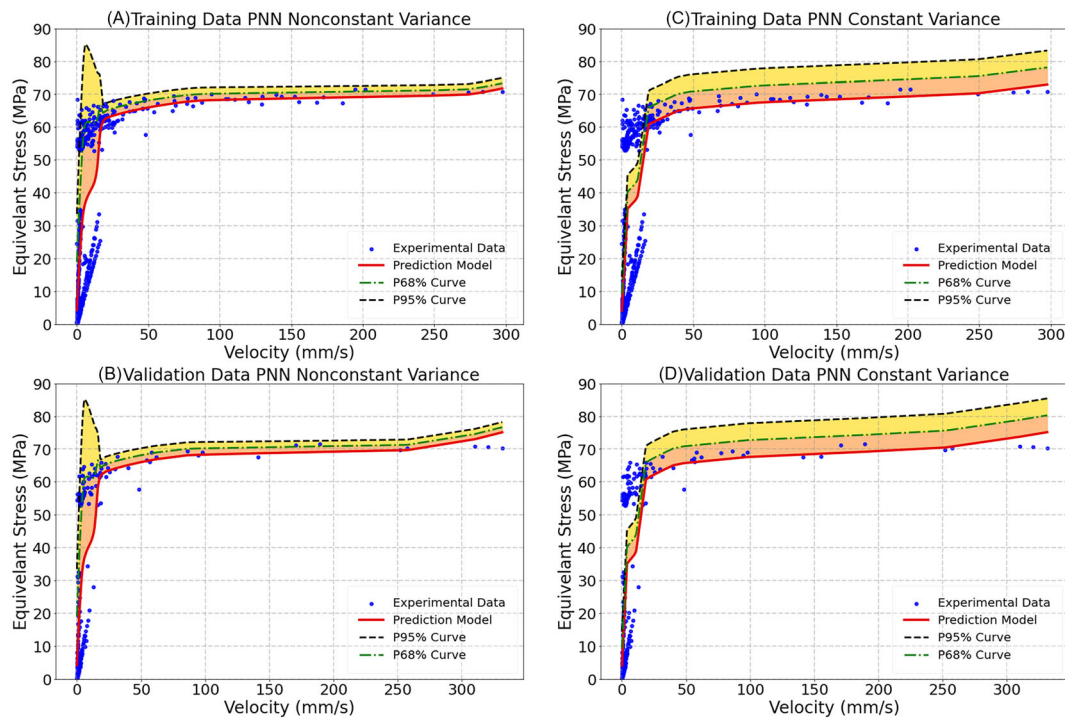 (A)Training Data PNN Nonconstant Variance
90
80
70
60
50
40
30
20
10
0
Equivelant Stress (MPa)
Experimental Data
Prediction Model
P68% Curve
P95% Curve
0 50 100 150 200 250 300
Velocity (mm/s)
(C)Training Data PNN Constant Variance
90
80
70
60
50
40
30
20
10
0
Equivelant Stress (MPa)
Experimental Data
Prediction Model
P68% Curve
P95% Curve
0 50 100 150 200 250 300
Velocity (mm/s)
(B)Validation Data PNN Nonconstant Variance
90
80
70
60
50
40
30
20
10
0
Equivelant Stress (MPa)
Experimental Data
Prediction Model
P95% Curve
P68% Curve
0 50 100 150 200 250 300
Velocity (mm/s)
(D)Validation Data PNN Constant Variance
90
80
70
60
50
40
30
20
10
0
Equivelant Stress (MPa)
Experimental Data
Prediction Model
P95% Curve
P68% Curve
0 50 100 150 200 250 300
Velocity (mm/s)